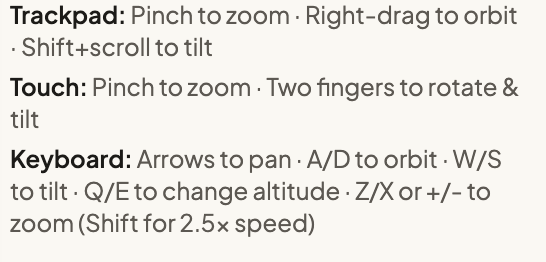 Trackpad: Pinch to zoom · Right-drag to orbit
· Shift+scroll to tilt
Touch: Pinch to zoom · Two fingers to rotate &
tilt
Keyboard: Arrows to pan · A/D to orbit · W/S
to tilt · Q/E to change altitude · Z/X or +/- to
zoom (Shift for 2.5× speed)